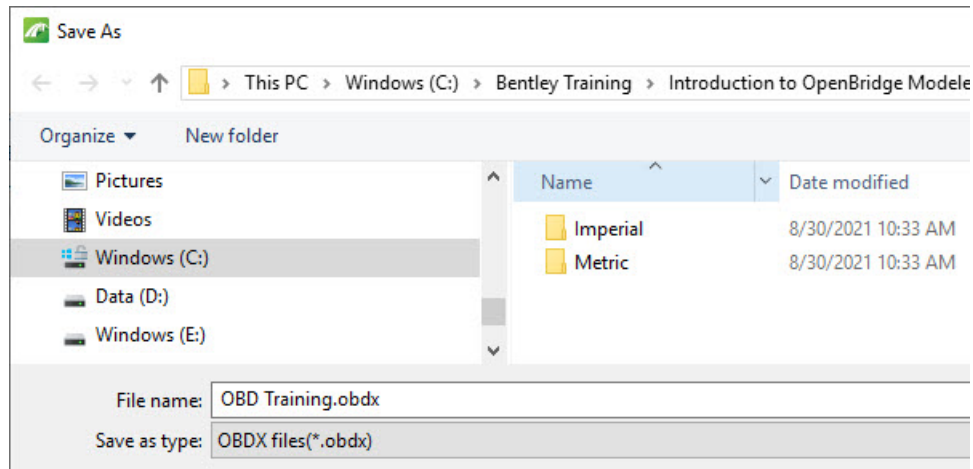 Save As
This PC > Windows (C:) > Bentley Training > Introduction to OpenBridge Modele
Organize New folder
Name Date modified
Pictures
Videos
Windows (C:)
Data (D:)
Windows (E:)
Imperial 8/30/2021 10:33 AM
Metric 8/30/2021 10:33 AM
File name: OBD Training.obdx
Save as type: OBDX files(*.obdx)